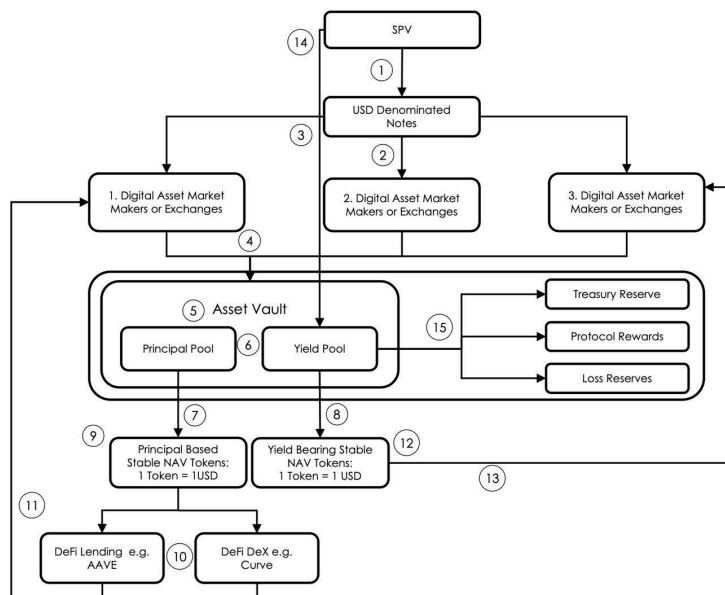 14
SPV
1
USD Denominated
Notes
3
2
1. Digital Asset Market
Makers or Exchanges
2. Digital Asset Market
Makers or Exchanges
3. Digital Asset Market
Makers or Exchanges
4
5
Asset Vault
Treasury Reserve
15
Principal Pool
6
Yield Pool
Protocol Rewards
Loss Reserves
7
8
9
Principal Based
Stable NAV Tokens:
1 Token = 1USD
Yield Bearing Stable
NAV Tokens:
1 Token = 1 USD
12
13
11
DeFi Lending e.g.
AAVE
10
DeFi DeX e.g.
Curve